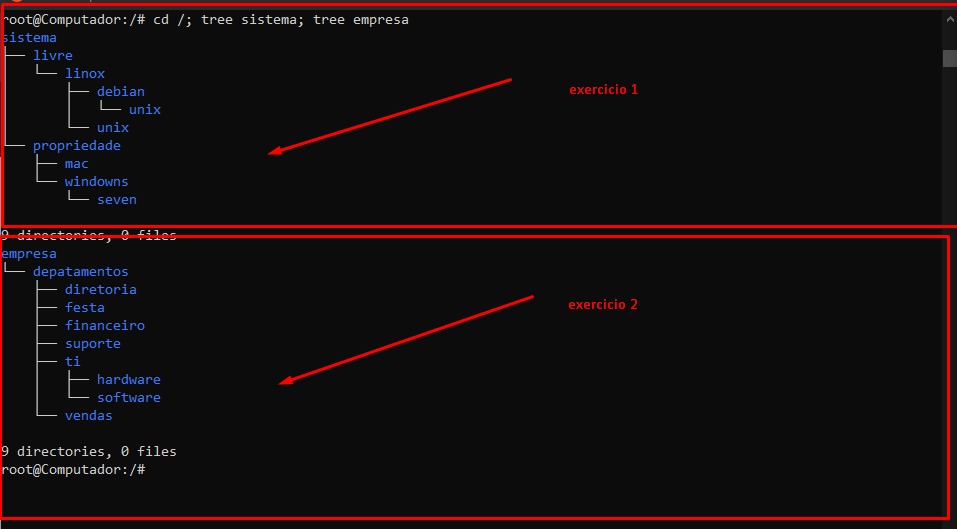 root@Computador:/# cd /; tree sistema; tree empresa
sistema
├── livre
│   └── linox
│       ├── debian
│       │   └── unix
│       └── unix
└── propriedade
    ├── mac
    └── windowns
        └── seven
exercicio 1
9 directories, 0 files
empresa
└── depatamentos
    ├── diretoria
    ├── festa
    ├── financeiro
    ├── suporte
    ├── ti
    │   ├── hardware
    │   └── software
    └── vendas
exercicio 2
9 directories, 0 files
root@Computador:/#